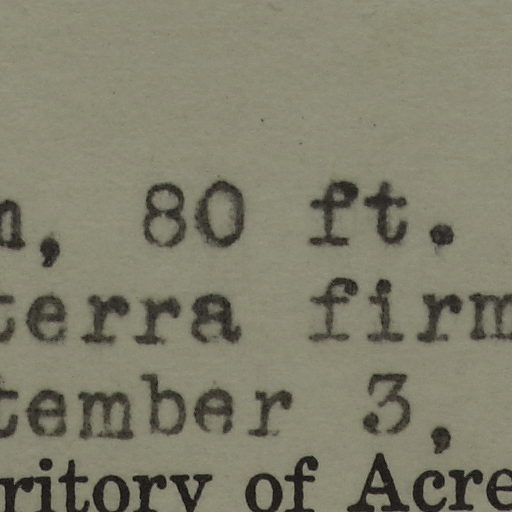 80 ft.
terra firm
tember 3,
ritory of Acre